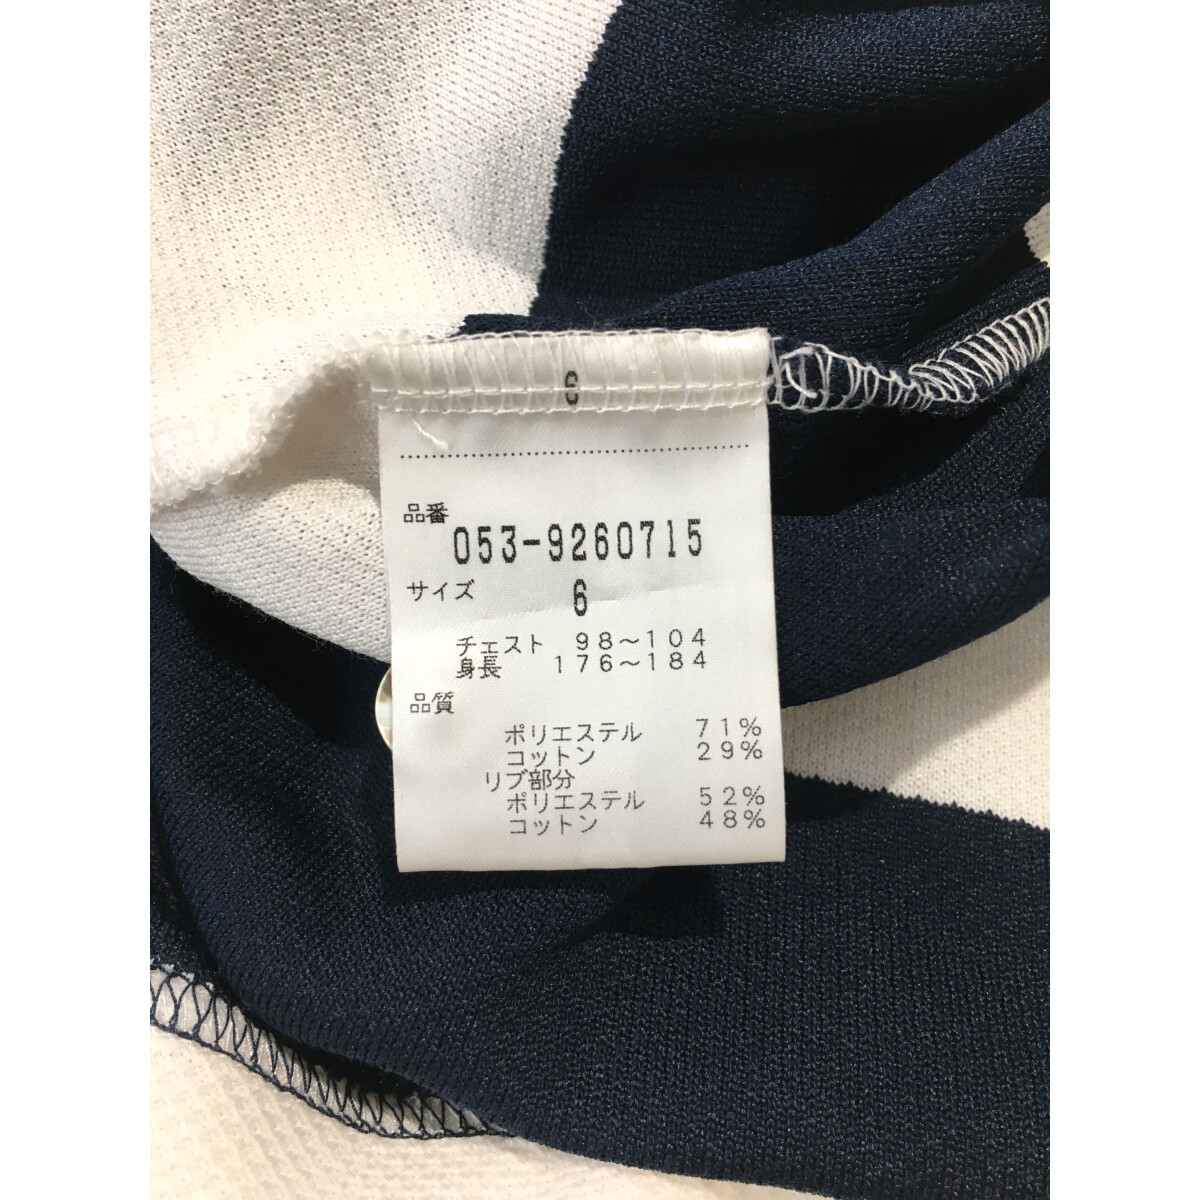 6
品番
053-9260715
サイズ
6
チェスト 98～104
身長 176～184
品質
ポリエステル 71%
コットン 29%
リブ部分
ポリエステル 52%
コットン 48%